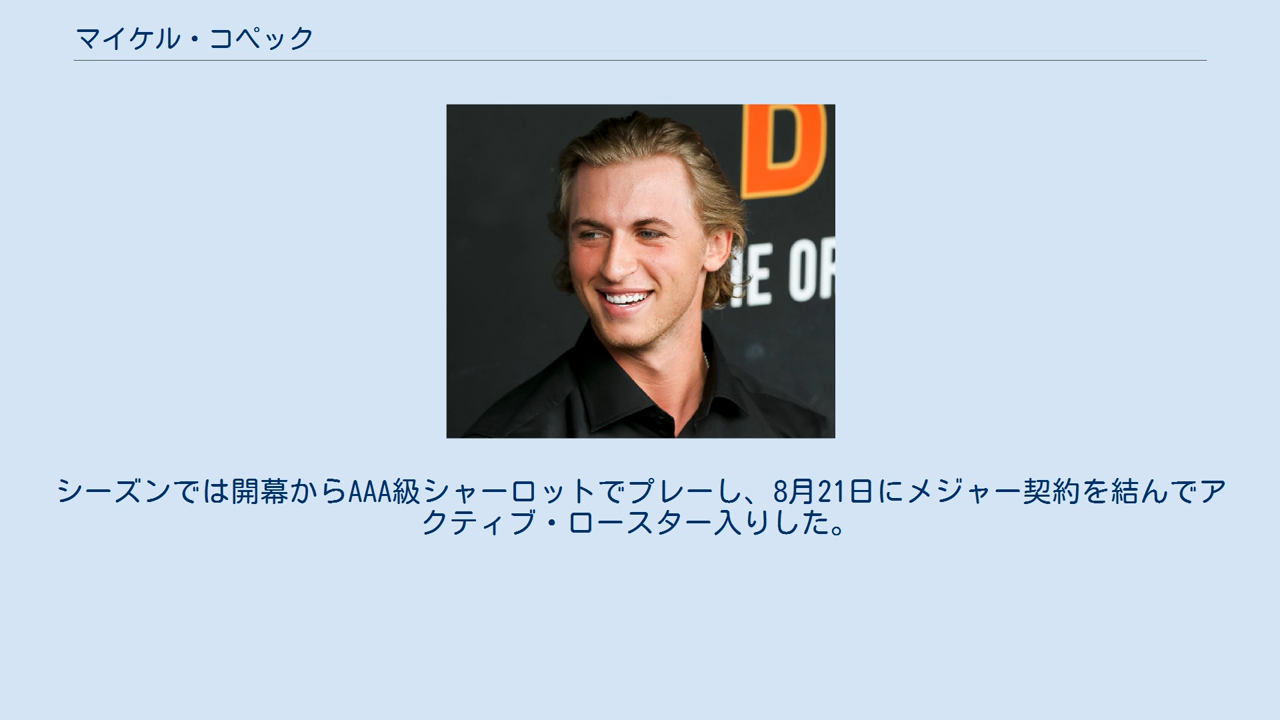 マイケル・コペック
D
IE OF
シーズンでは開幕からAAA級シャーロットでプレーし、8月21日にメジャー契約を結んでア
クティブ・ロースター入りした。